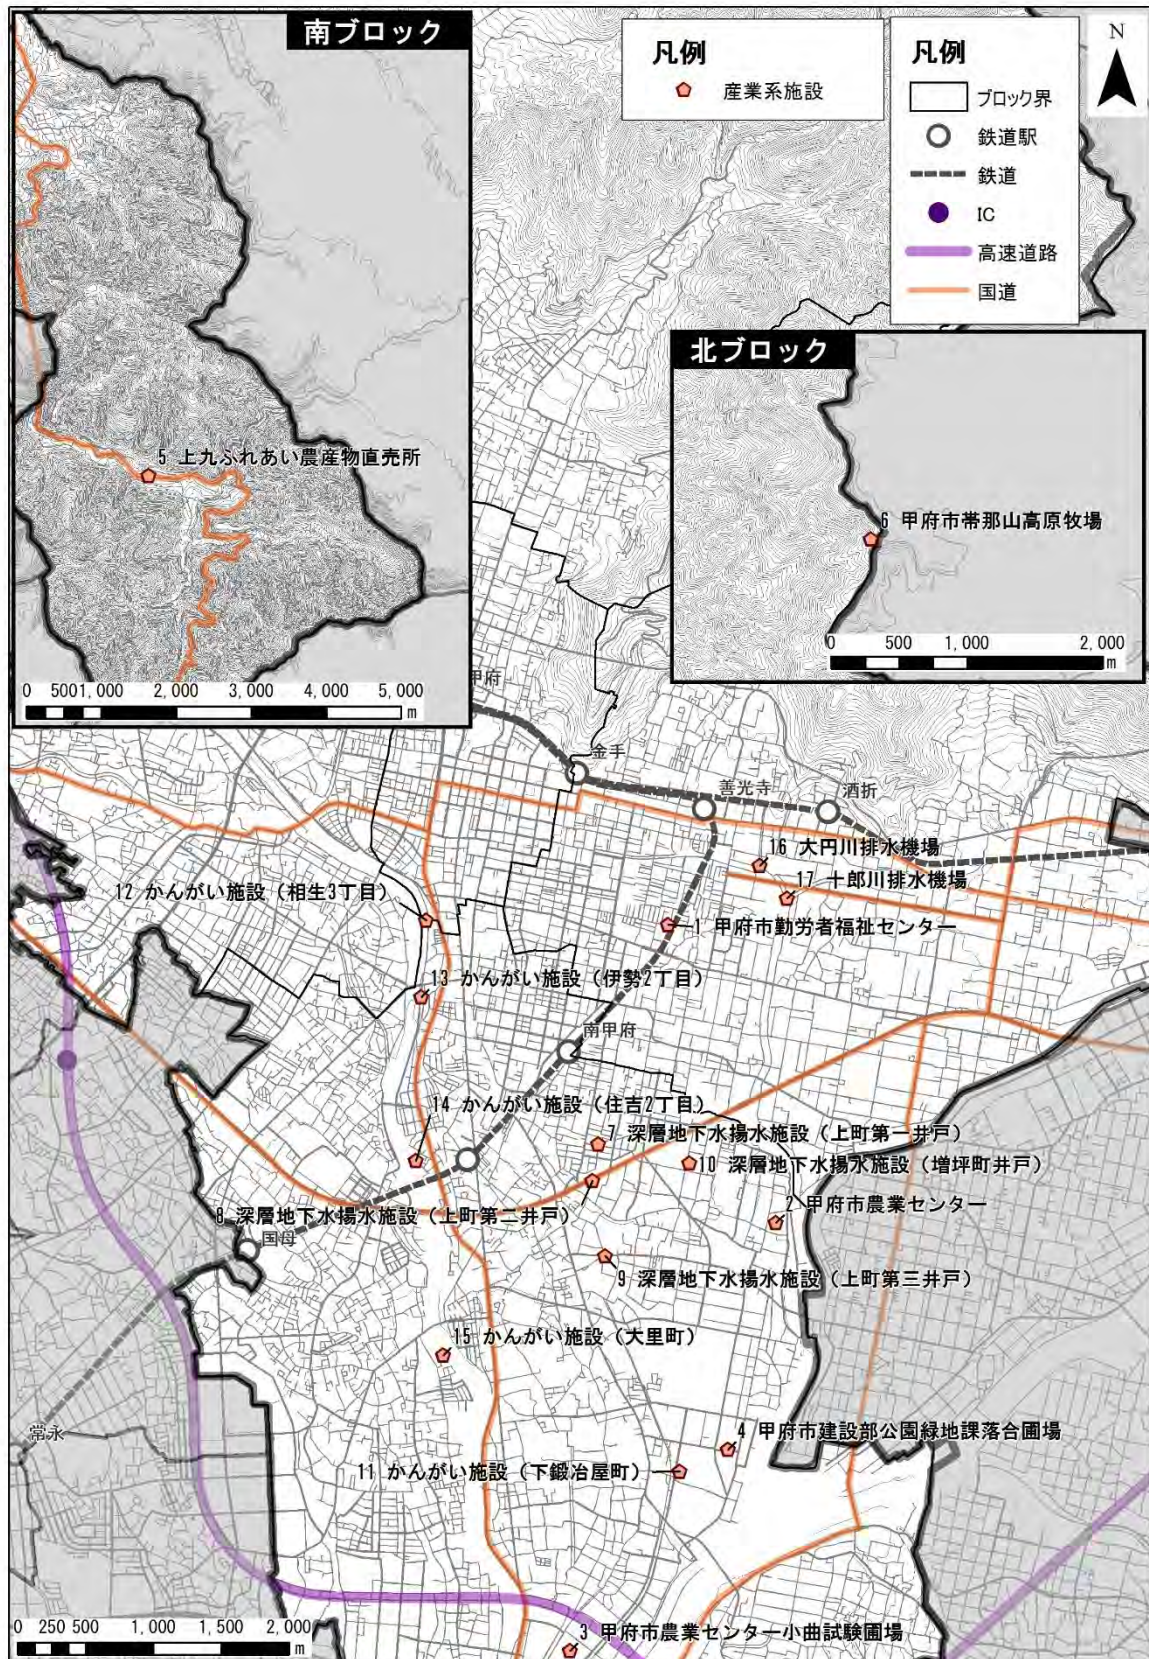 南ブロック
凡例
産業系施設
凡例
ブロック界
鉄道駅
鉄道
IC
高速道路
国道
N
5 上九ふれあい農産物直売所
0 500 1,000 2,000 3,000 4,000 5,000
m
北ブロック
6 甲府市帯那山高原牧場
0 500 1,000 2,000
m
甲府
金手
善光寺
酒折
16 大円川排水機場
17 十郎川排水機場
12 かんがい施設（相生3丁目）
1 甲府市勤労者福祉センター
13 かんがい施設（伊勢2丁目）
南甲府
14 かんがい施設（住吉2丁目）
7 深層地下水揚水施設（上町第一井戸）
10 深層地下水揚水施設（増坪町井戸）
8 深層地下水揚水施設（上町第二井戸）
2 甲府市農業センター
国母
9 深層地下水揚水施設（上町第三井戸）
15 かんがい施設（大里町）
常永
4 甲府市建設部公園緑地課落合圃場
11 かんがい施設（下鍛冶屋町）
0 250 500 1,000 1,500 2,000
m
3 甲府市農業センター小曲試験圃場